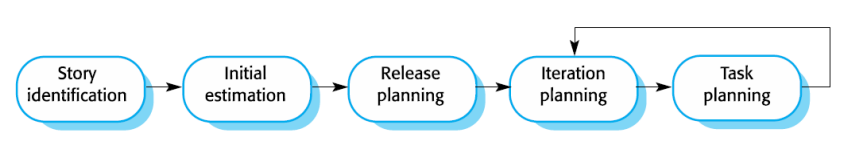 Story
identification
Initial
estimation
Release
planning
Iteration
planning
Task
planning